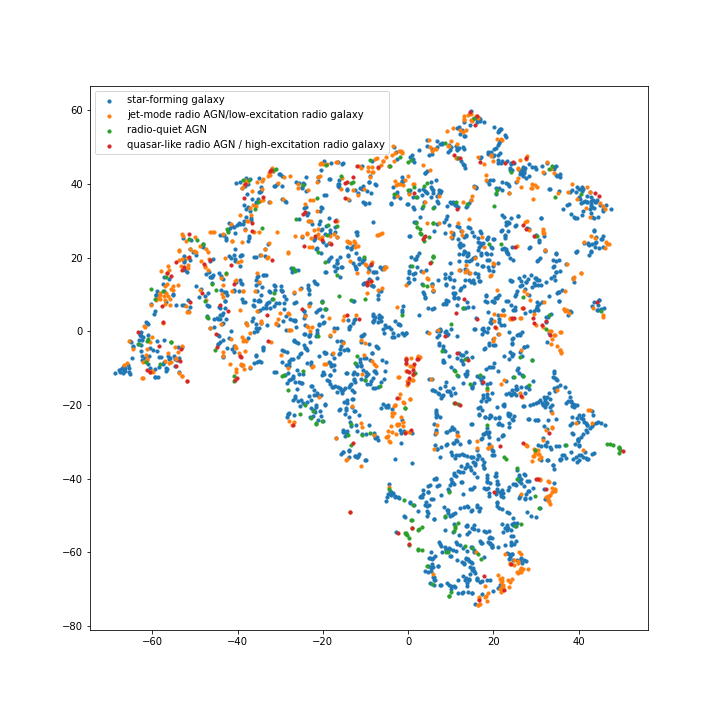 star-forming galaxy
jet-mode radio AGN/low-excitation radio galaxy
radio-quiet AGN
quasar-like radio AGN / high-excitation radio galaxy
60
40
20
0
−20
−40
−60
−80
−60 −40 −20 0 20 40